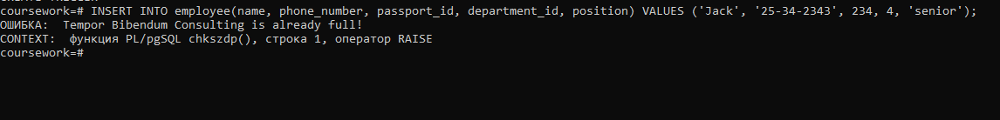 coursework=# INSERT INTO employee(name, phone_number, passport_id, department_id, position) VALUES ('Jack', '25-34-2343', 234, 4, 'senior');
ОШИБКА:  Tempor Bibendum Consulting is already full!
CONTEXT:  функция PL/pgSQL chkszdp(), строка 1, оператор RAISE
coursework=#